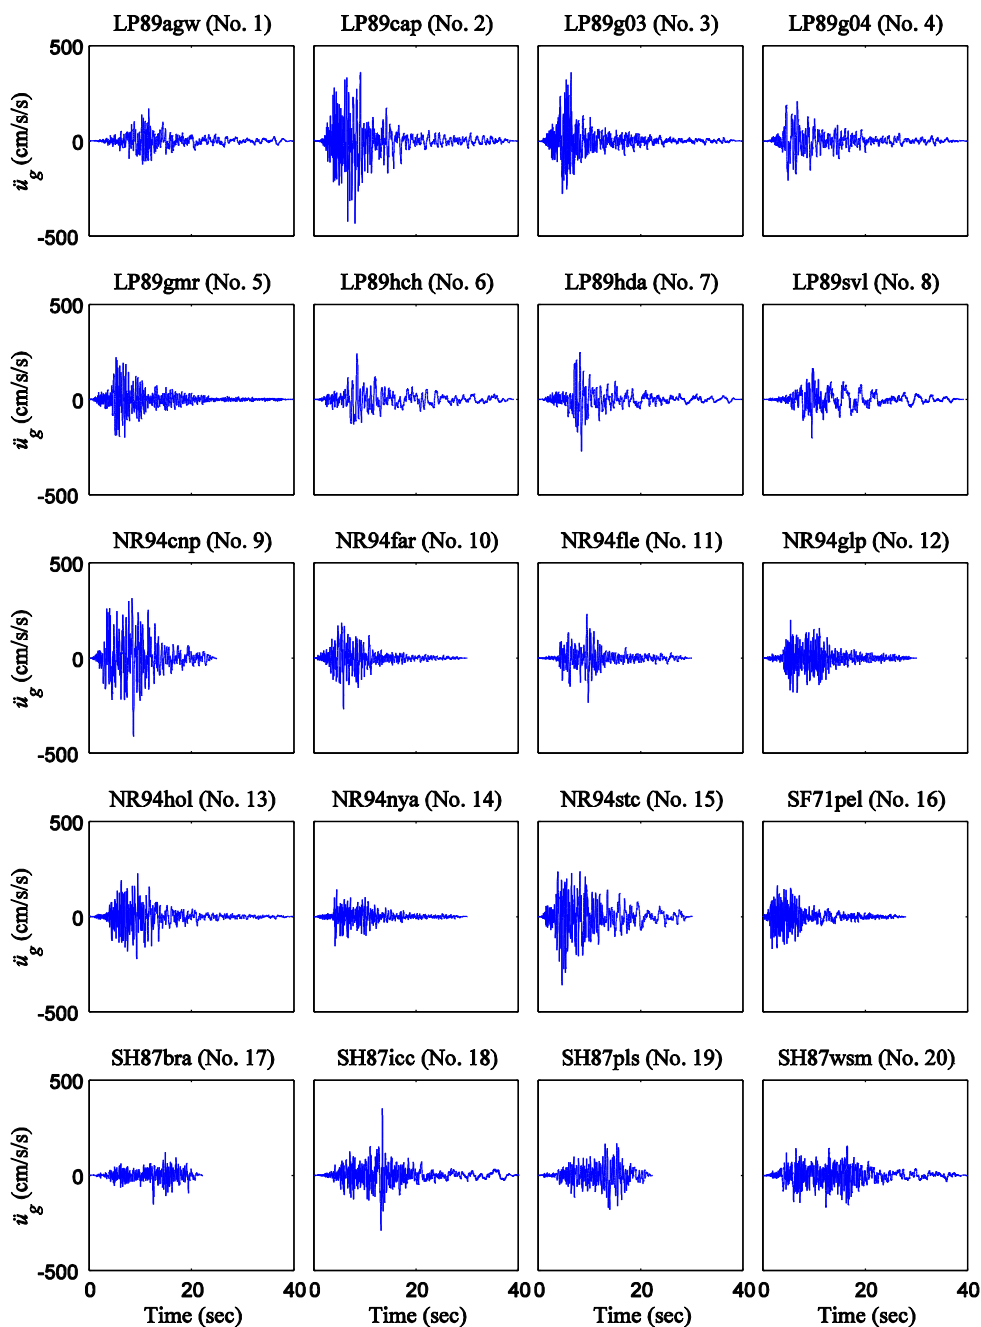 LP89agw (No. 1) LP89cap (No. 2) LP89g03 (No. 3) LP89g04 (No. 4)
500
0
-500
ü_g (cm/s/s)
LP89gmr (No. 5) LP89hch (No. 6) LP89hda (No. 7) LP89svl (No. 8)
500
0
-500
ü_g (cm/s/s)
NR94cnp (No. 9) NR94far (No. 10) NR94fle (No. 11) NR94glp (No. 12)
500
0
-500
ü_g (cm/s/s)
NR94hol (No. 13) NR94nya (No. 14) NR94stc (No. 15) SF71pel (No. 16)
500
0
-500
ü_g (cm/s/s)
SH87bra (No. 17) SH87icc (No. 18) SH87pls (No. 19) SH87wsm (No. 20)
500
0
-500
ü_g (cm/s/s)
0 20 40 0 20 40 0 20 40 0 20 40
Time (sec) Time (sec) Time (sec) Time (sec)